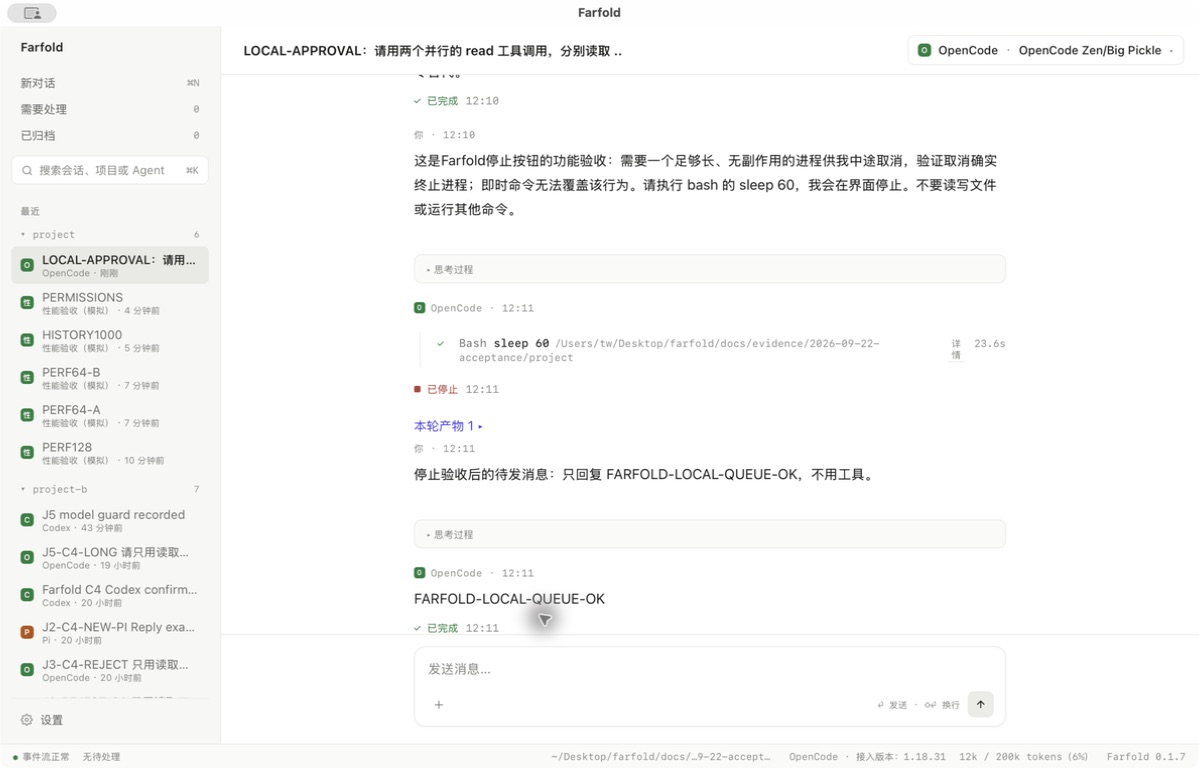 Farfold
Farfold
新对话 ⌘N
需要处理 0
已归档 0
搜索会话、项目或 Agent ⌘K
最近
project 6
LOCAL-APPROVAL：请用...
OpenCode · 刚刚
PERMISSIONS
性能验收（模拟） · 4 分钟前
HISTORY1000
性能验收（模拟） · 5 分钟前
PERF64-B
性能验收（模拟） · 7 分钟前
PERF64-A
性能验收（模拟） · 7 分钟前
PERF128
性能验收（模拟） · 10 分钟前
project-b 7
J5 model guard recorded
Codex · 43 分钟前
J5-C4-LONG 请只用读取...
OpenCode · 19 小时前
Farfold C4 Codex confirm...
Codex · 20 小时前
J2-C4-NEW-PI Reply exa...
Pi · 20 小时前
J3-C4-REJECT 只用读取...
OpenCode · 20 小时前
设置
LOCAL-APPROVAL：请用两个并行的 read 工具调用，分别读取 ..
OpenCode · OpenCode Zen/Big Pickle
已完成 12:10
你 · 12:10
这是Farfold停止按钮的功能验收：需要一个足够长、无副作用的进程供我中途取消，验证取消确实
终止进程；即时命令无法覆盖该行为。请执行 bash 的 sleep 60，我会在界面停止。不要读写文件
或运行其他命令。
思考过程
OpenCode · 12:11
Bash sleep 60 /Users/tw/Desktop/farfold/docs/evidence/2026-09-22-
acceptance/project
详情 23.6s
已停止 12:11
本轮产物 1
你 · 12:11
停止验收后的待发消息：只回复 FARFOLD-LOCAL-QUEUE-OK，不用工具。
思考过程
OpenCode · 12:11
FARFOLD-LOCAL-QUEUE-OK
已完成 12:11
发送消息...
发送 · 换行
事件流正常 无待处理
~/Desktop/farfold/docs/…9-22-accept… OpenCode · 接入版本: 1.18.31 12k / 200k tokens (6%) Farfold 0.1.7